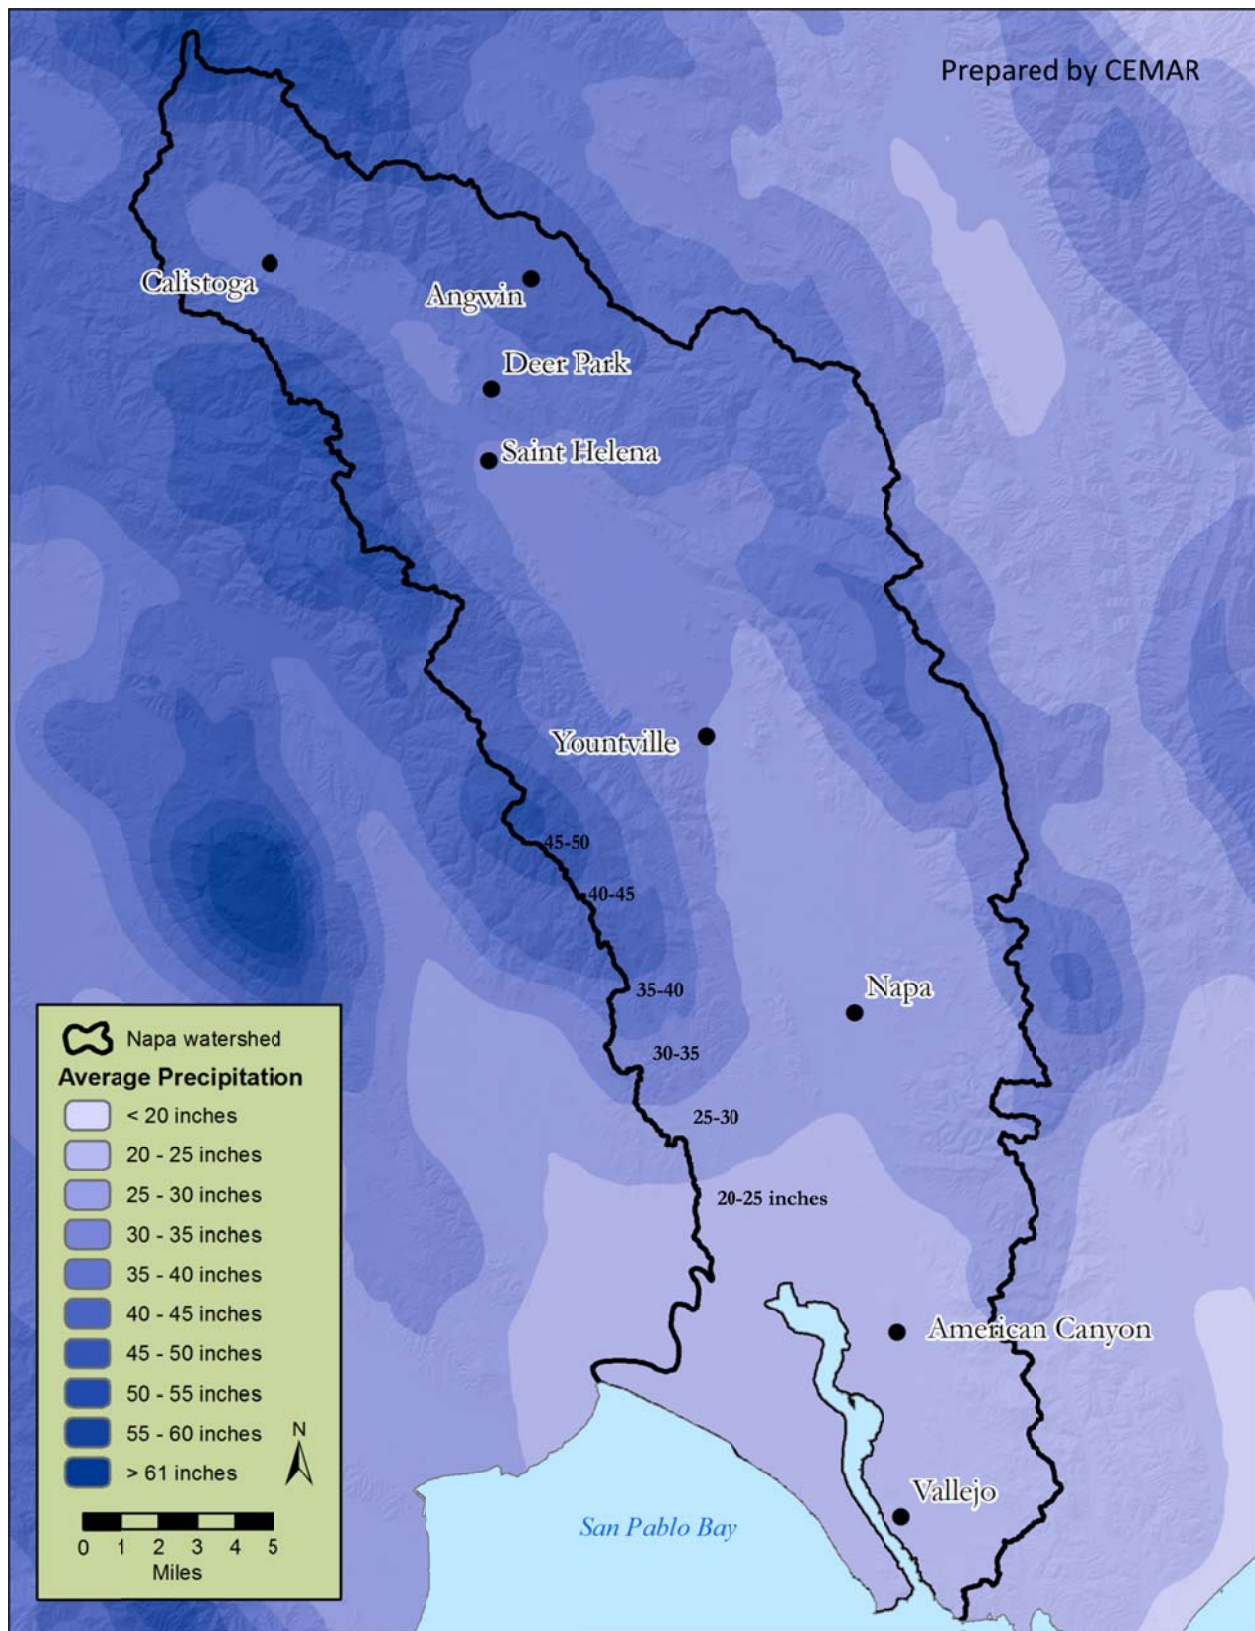 Prepared by CEMAR
Calistoga
Angwin
Deer Park
Saint Helena
Yountville
45-50
40-45
35-40
Napa
30-35
25-30
20-25 inches
American Canyon
Vallejo
San Pablo Bay
Napa watershed
Average Precipitation
< 20 inches
20 - 25 inches
25 - 30 inches
30 - 35 inches
35 - 40 inches
40 - 45 inches
45 - 50 inches
50 - 55 inches
55 - 60 inches
> 61 inches
N
0 1 2 3 4 5
Miles